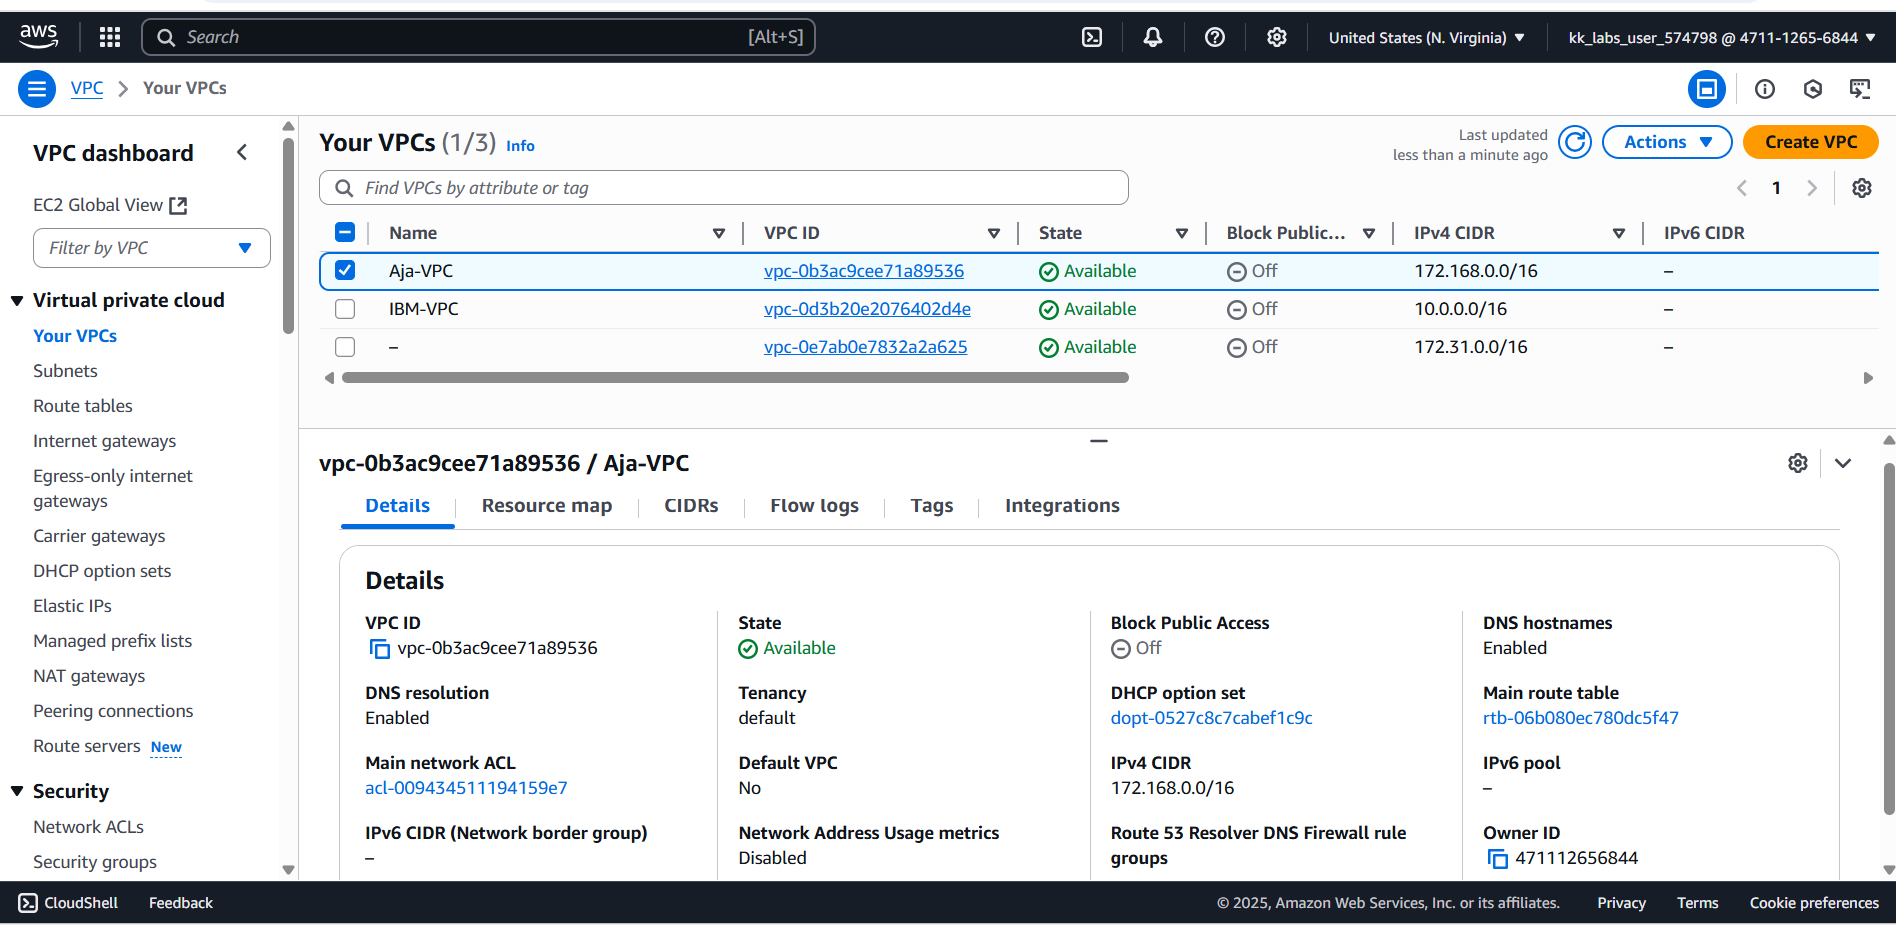 aws
Search [Alt+S]
United States (N. Virginia)
kk_labs_user_574798 @ 4711-1265-6844
VPC
Your VPCs
VPC dashboard
EC2 Global View
Filter by VPC
Virtual private cloud
Your VPCs
Subnets
Route tables
Internet gateways
Egress-only internet
gateways
Carrier gateways
DHCP option sets
Elastic IPs
Managed prefix lists
NAT gateways
Peering connections
Route servers New
Security
Network ACLs
Security groups
Your VPCs (1/3) Info
Last updated
less than a minute ago
Actions
Create VPC
Find VPCs by attribute or tag
1
Name VPC ID State Block Public... IPv4 CIDR IPv6 CIDR
Aja-VPC vpc-0b3ac9cee71a89536 Available Off 172.168.0.0/16 –
IBM-VPC vpc-0d3b20e2076402d4e Available Off 10.0.0.0/16 –
– vpc-0e7ab0e7832a2a625 Available Off 172.31.0.0/16 –
vpc-0b3ac9cee71a89536 / Aja-VPC
Details Resource map CIDRs Flow logs Tags Integrations
Details
VPC ID
vpc-0b3ac9cee71a89536
State
Available
Block Public Access
Off
DNS hostnames
Enabled
DNS resolution
Enabled
Tenancy
default
DHCP option set
dopt-0527c8c7cabef1c9c
Main route table
rtb-06b080ec780dc5f47
Main network ACL
acl-009434511194159e7
Default VPC
No
IPv4 CIDR
172.168.0.0/16
IPv6 pool
–
IPv6 CIDR (Network border group)
–
Network Address Usage metrics
Disabled
Route 53 Resolver DNS Firewall rule
groups
Owner ID
471112656844
CloudShell
Feedback
© 2025, Amazon Web Services, Inc. or its affiliates.
Privacy
Terms
Cookie preferences